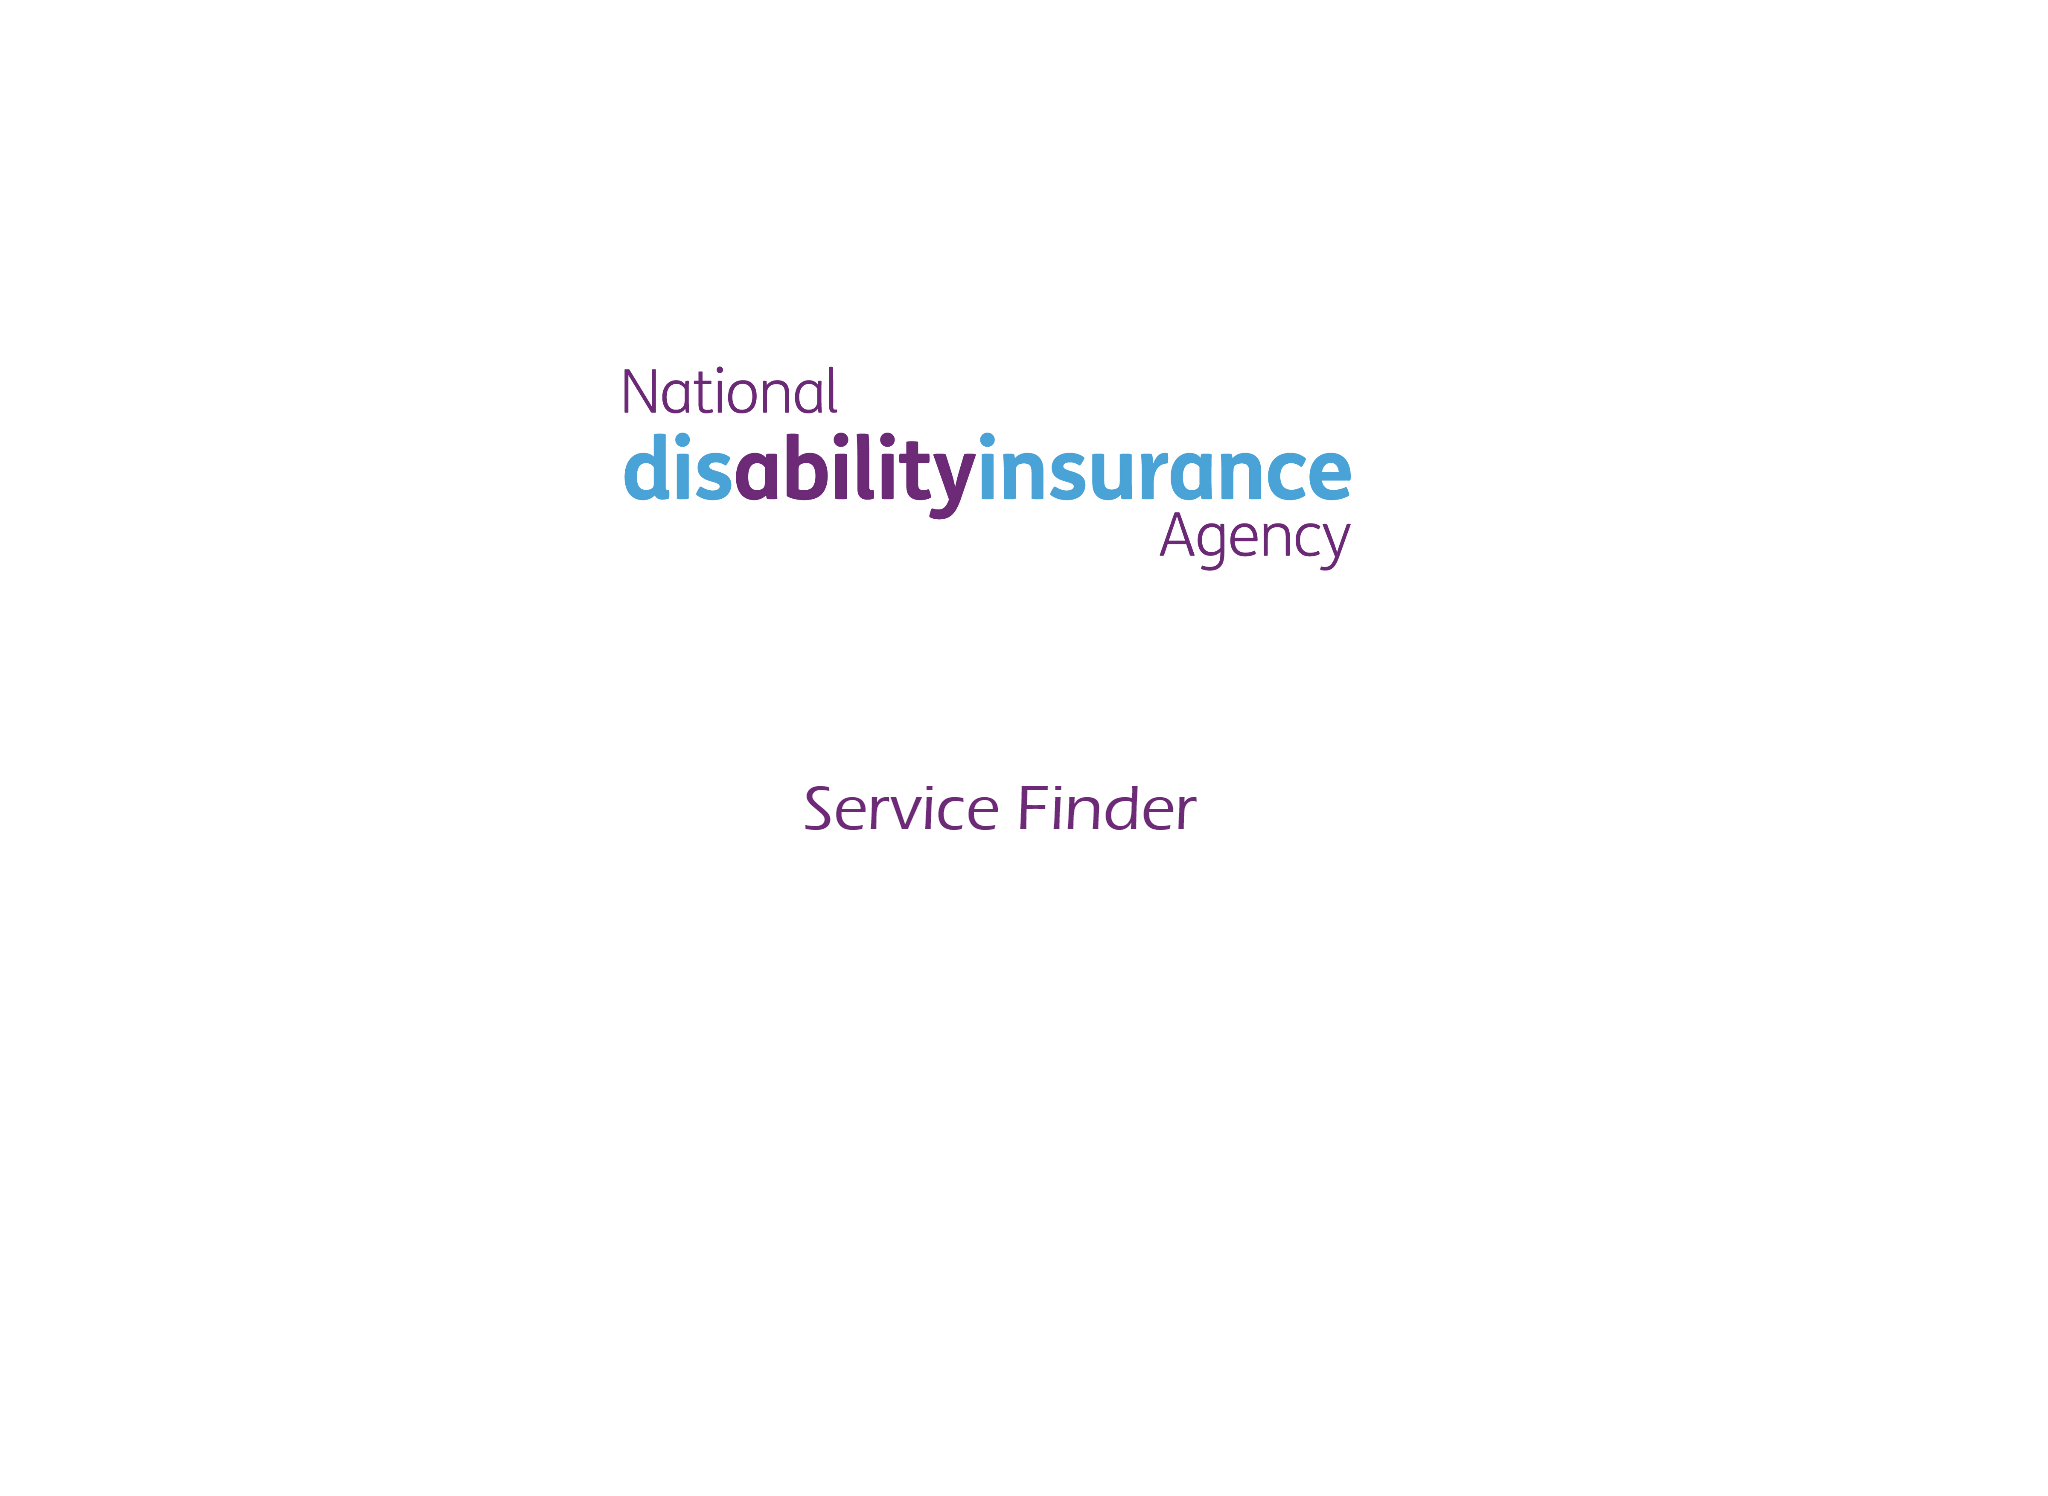 National
disabilityinsurance
Agency
Service Finder